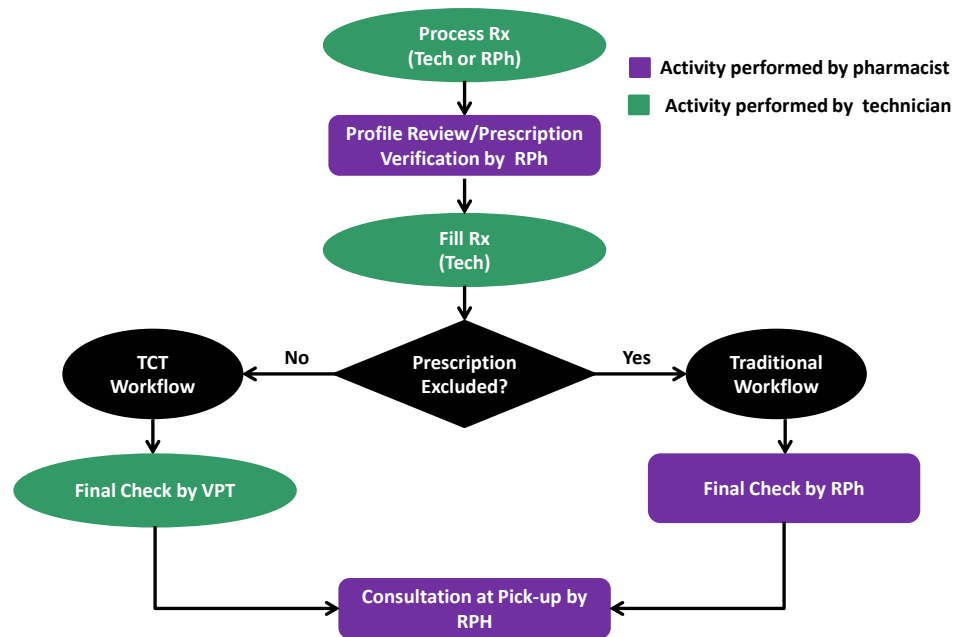 Process Rx
(Tech or RPh)
Activity performed by pharmacist
Activity performed by  technician
Profile Review/Prescription
Verification by  RPh
Fill Rx
(Tech)
No
Prescription
Excluded?
Yes
TCT
Workflow
Traditional
Workflow
Final Check by VPT
Final Check by RPh
Consultation at Pick-up by
RPH